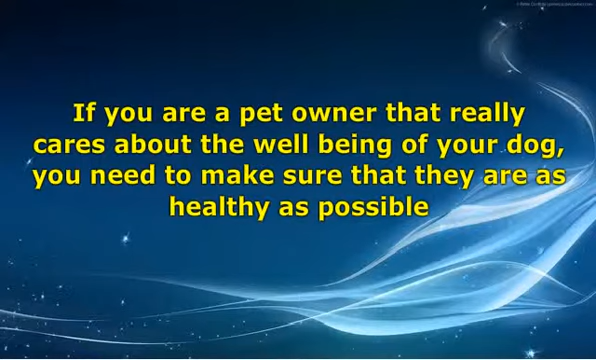 If you are a pet owner that really
cares about the well being of your dog,
you need to make sure that they are as
healthy as possible